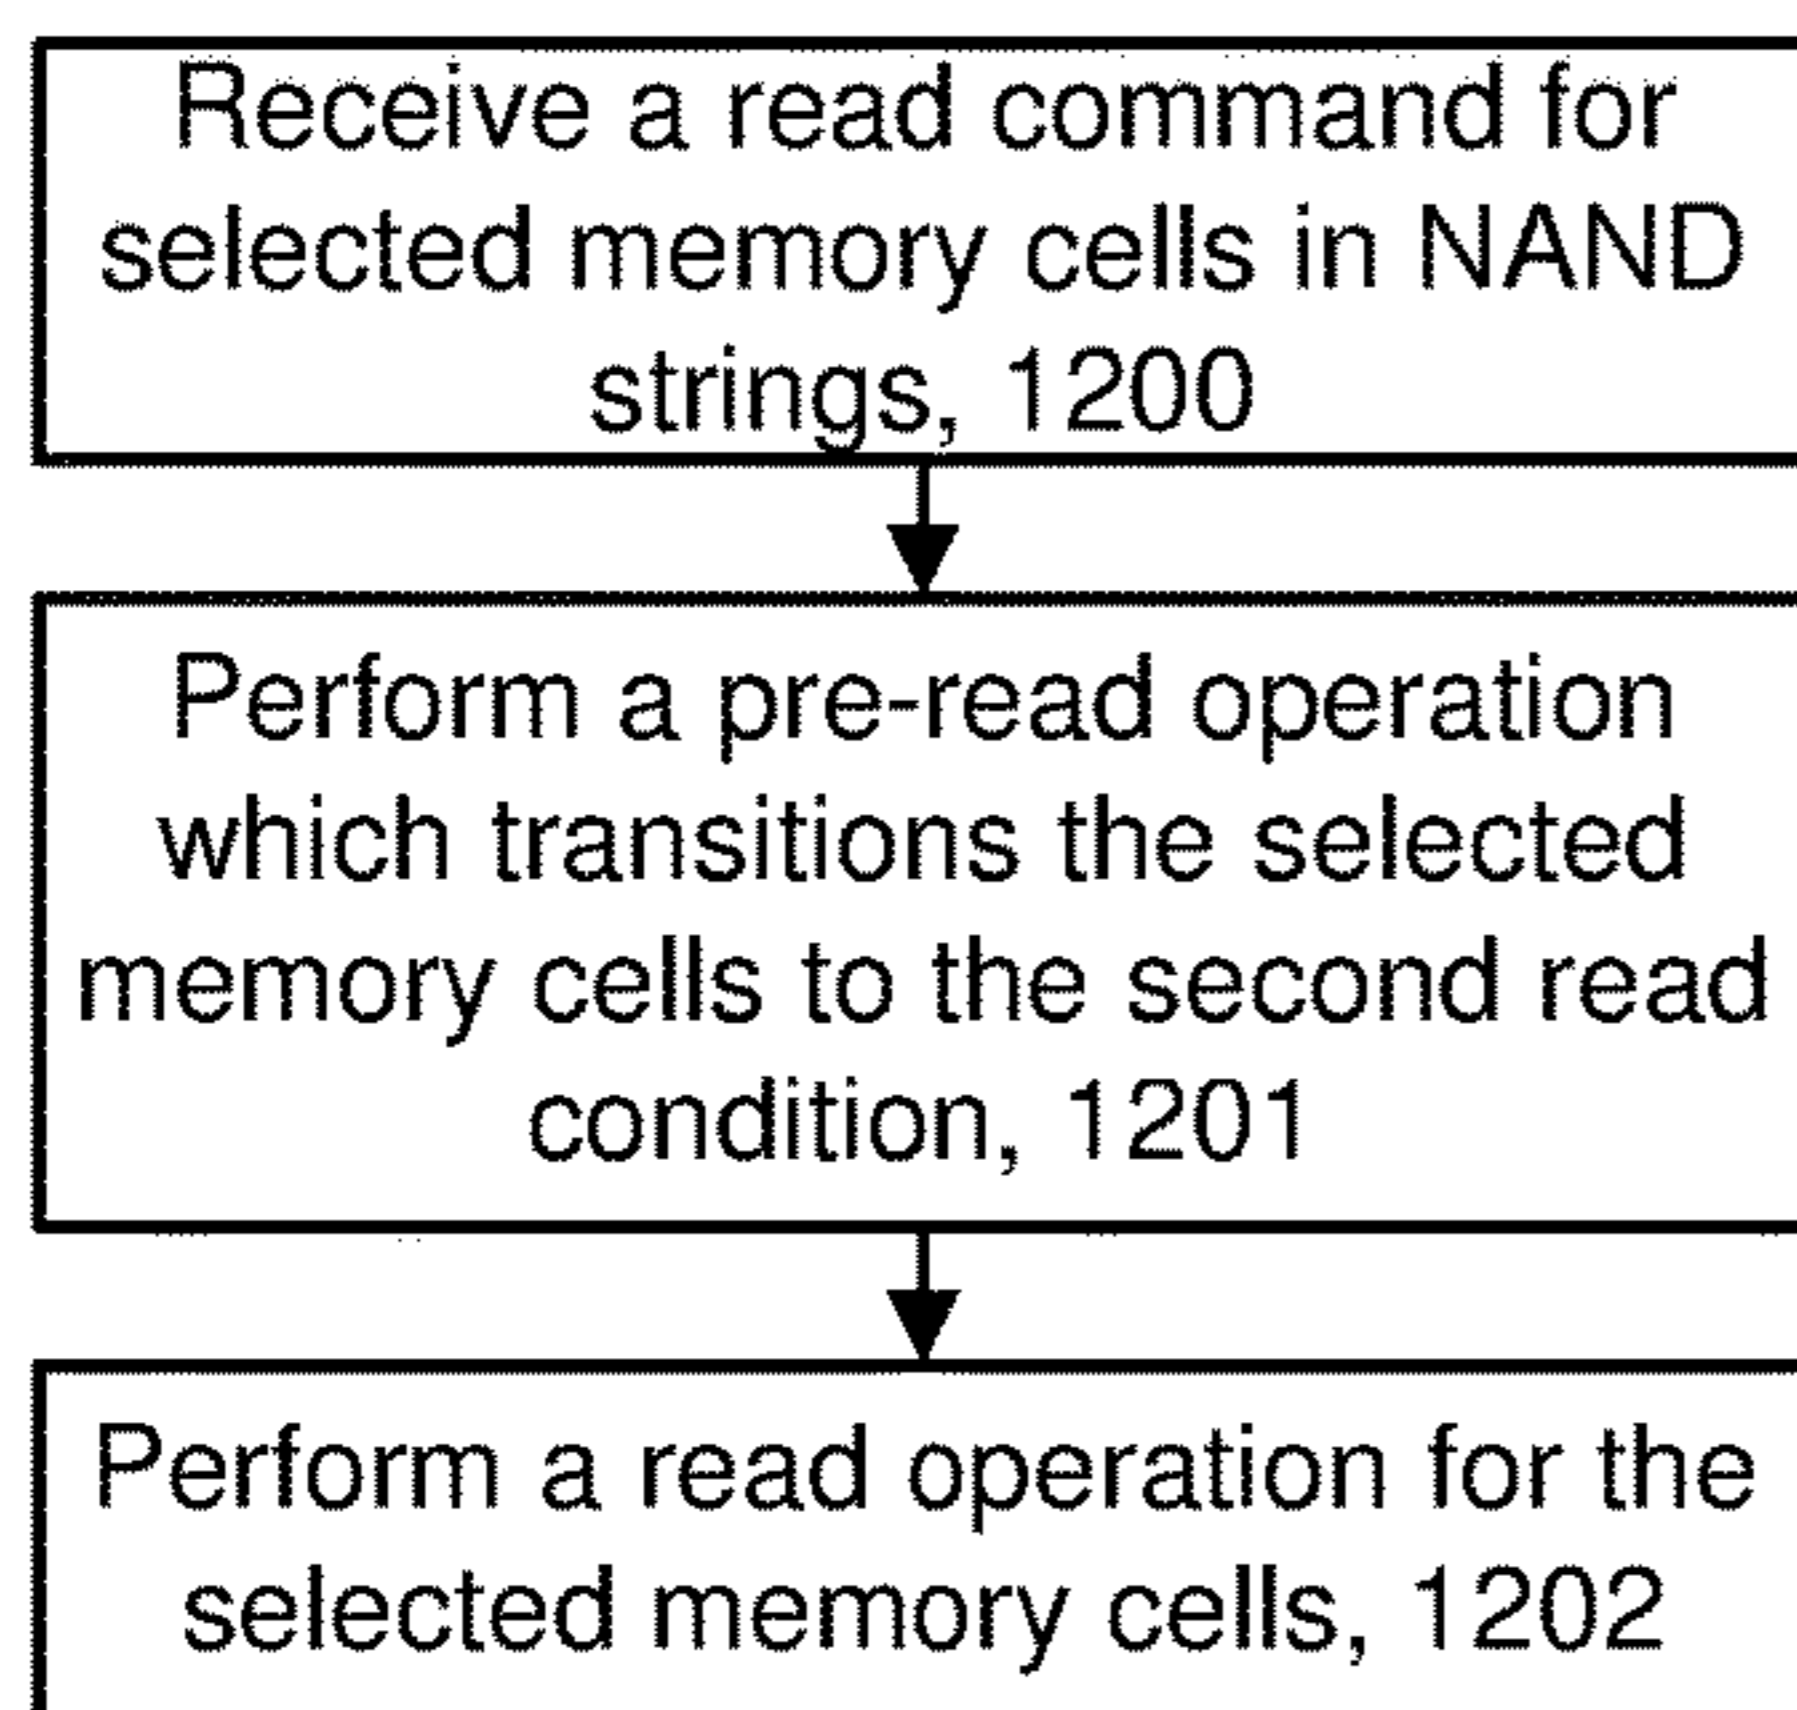 Receive a read command for
selected memory cells in NAND
strings, 1200
Perform a pre-read operation
which transitions the selected
memory cells to the second read
condition, 1201
Perform a read operation for the
selected memory cells, 1202